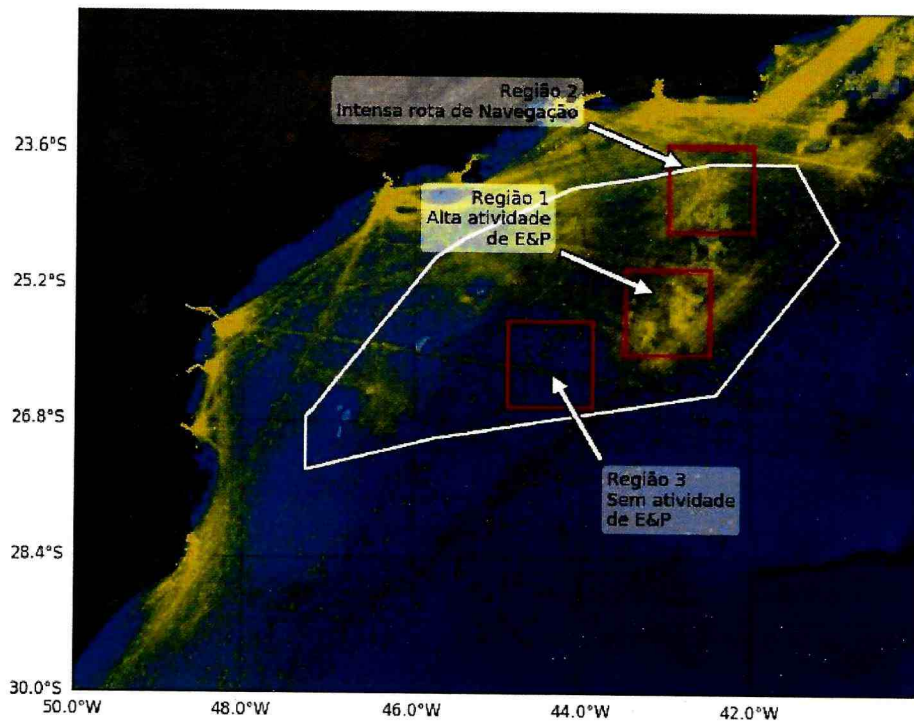 Região 2
Intensa rota de Navegação
23.6°S
Região 1
Alta atividade
de E&P
25.2°S
26.8°S
Região 3
Sem atividade
de E&P
28.4°S
30.0°S
50.0°W
48.0°W
46.0°W
44.0°W
42.0°W